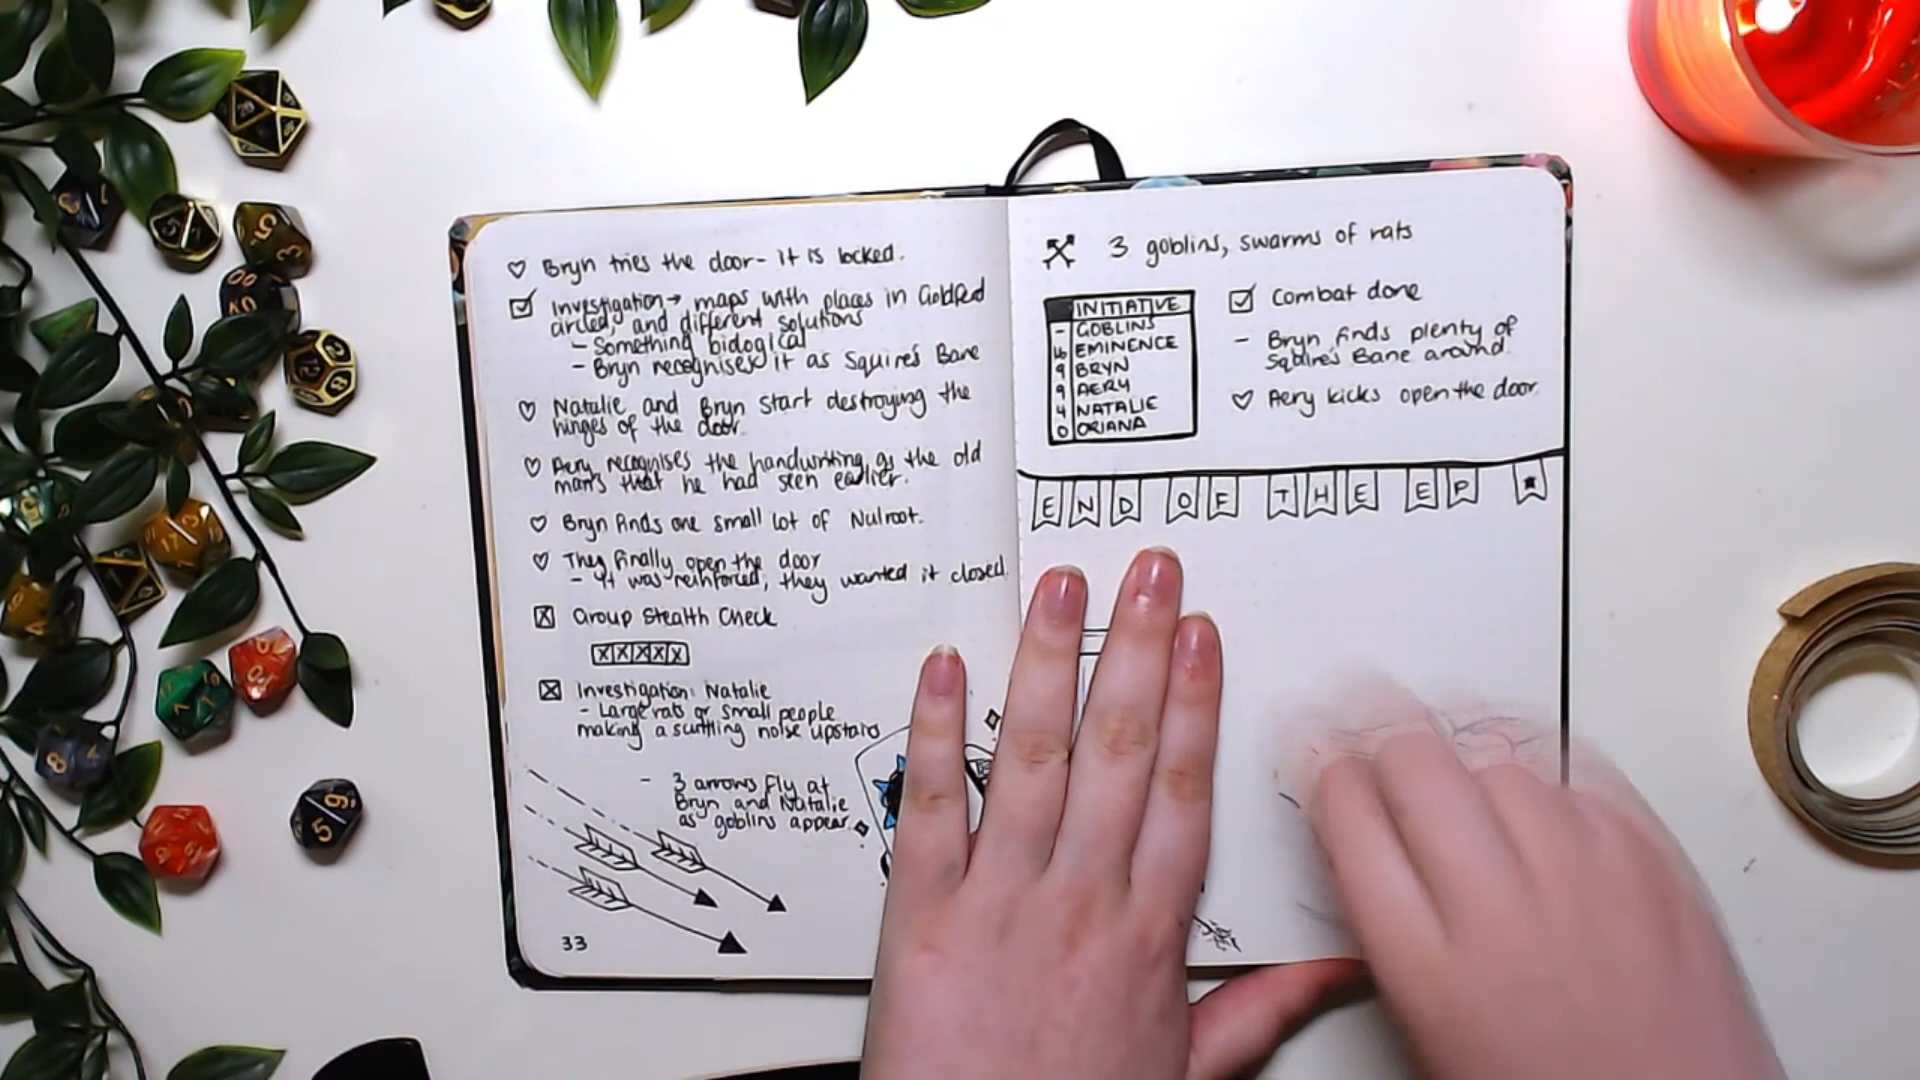 Bryn tries the door - it is locked.
Investigation → maps with places in Goldred
circled, and different solutions
- Something biological
- Bryn recognises it as Squire's Bane
Natalie and Bryn start destroying the
hinges of the door.
Aery recognises the handwriting as the old
man's that he had seen earlier.
Bryn finds one small lot of Nulroot.
They finally open the door
- It was reinforced, they wanted it closed.
Group Stealth Check
X X X X X
Investigation: Natalie
- Large rats or small people
making a scuttling noise upstairs
- 3 arrows fly at
Bryn and Natalie
as goblins appear.
33
3 goblins, swarms of rats
INITIATIVE
- GOBLINS
16 EMINENCE
9 BRYN
9 AERY
4 NATALIE
0 ORIANA
Combat done
- Bryn finds plenty of
Squire's Bane around.
Aery kicks open the door.
END OF THE EP